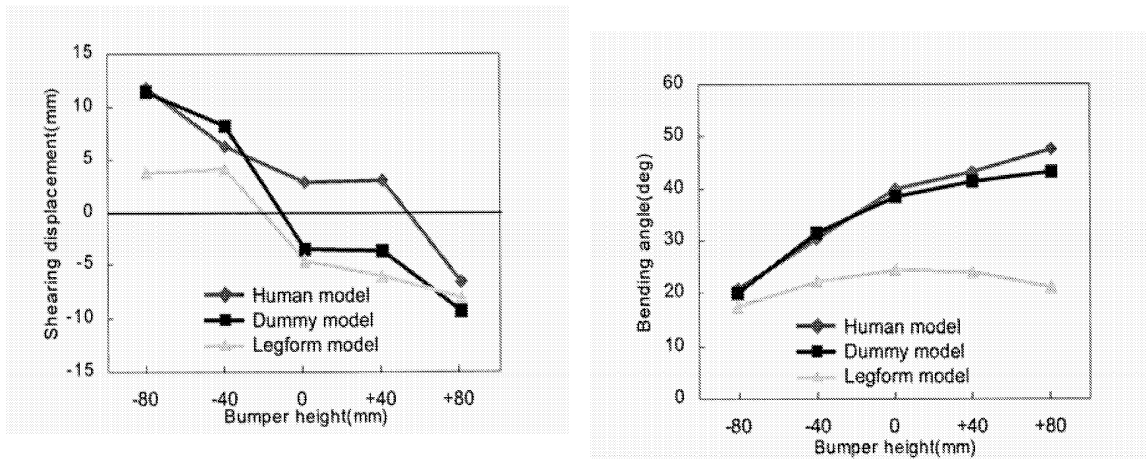 15
10
5
0
-5
-10
-15
Shearing displacement(mm)
Human model
Dummy model
Legform model
-80 -40 0 +40 +80
Bumper height(mm)
60
50
40
30
20
10
0
Bending angle(deg)
Human model
Dummy model
Legform model
-80 -40 0 +40 +80
Bumper height(mm)